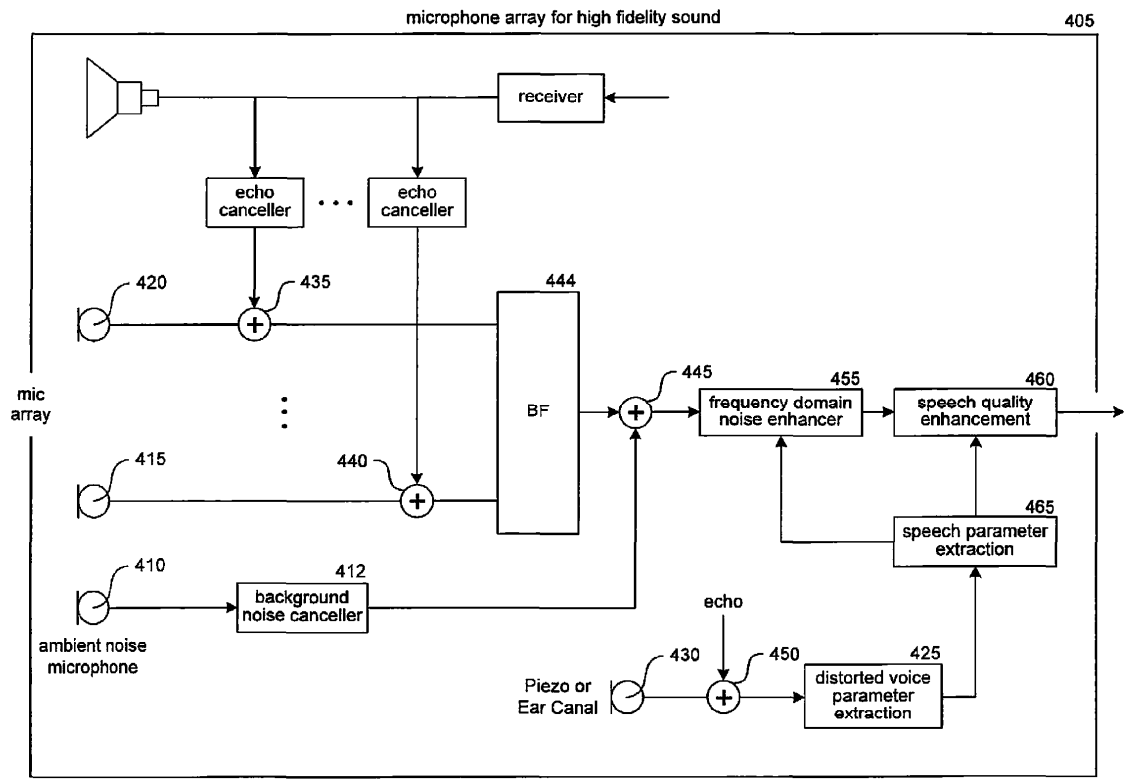 microphone array for high fidelity sound
405
receiver
echo
canceller
echo
canceller
420
435
444
mic
array
BF
445
455
frequency domain
noise enhancer
460
speech quality
enhancement
415
440
465
speech parameter
extraction
410
412
background
noise canceller
ambient noise
microphone
echo
430
450
425
Piezo or
Ear Canal
distorted voice
parameter
extraction